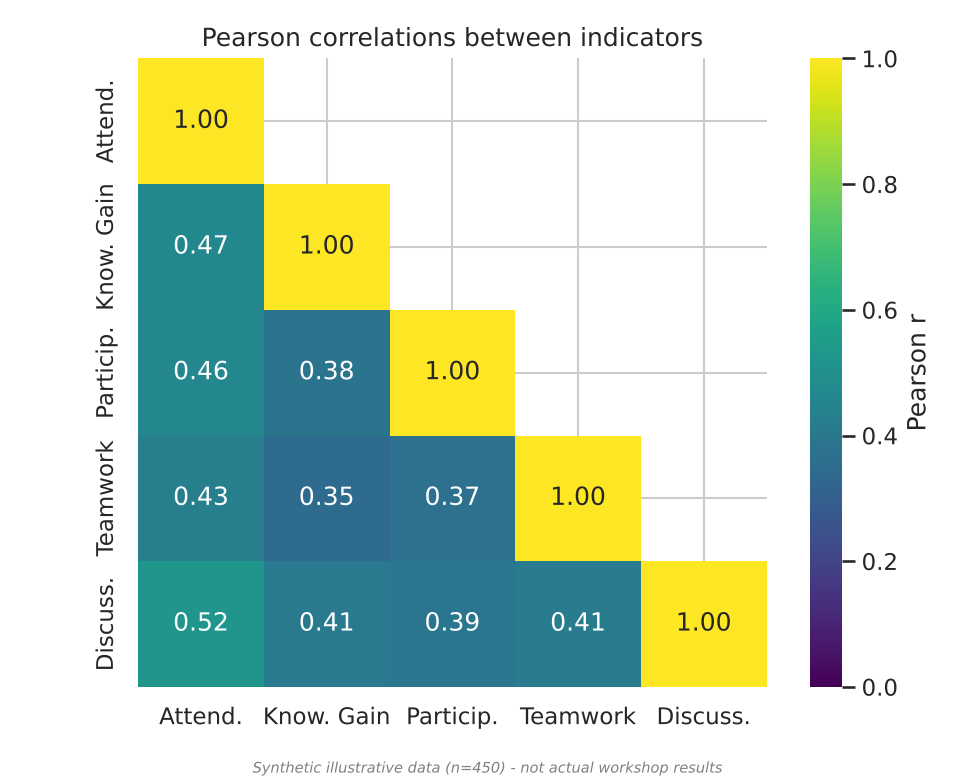 Pearson correlations between indicators
Attend.
1.00
Know. Gain
0.47 1.00
Particip.
0.46 0.38 1.00
Teamwork
0.43 0.35 0.37 1.00
Discuss.
0.52 0.41 0.39 0.41 1.00
Attend. Know. Gain Particip. Teamwork Discuss.
1.0
0.8
0.6
0.4
0.2
0.0
Pearson r
Synthetic illustrative data (n=450) - not actual workshop results